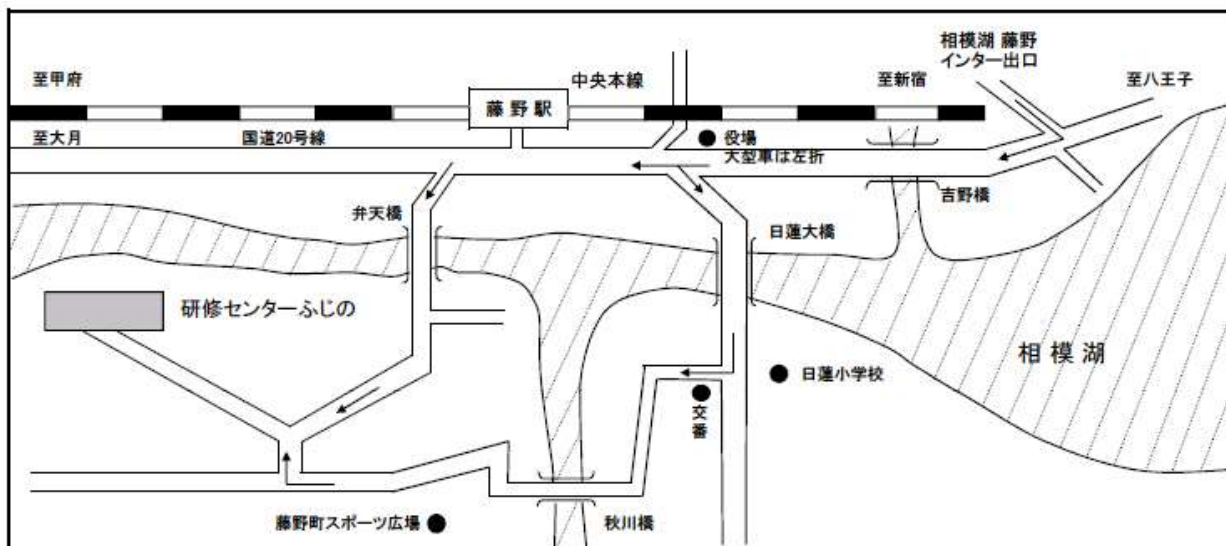 相模湖 藤野
インター出口
至甲府
中央本線
至新宿
至八王子
藤野駅
至大月
国道20号線
役場
大型車は左折
吉野橋
弁天橋
日蓮大橋
研修センターふじの
相模湖
日蓮小学校
交番
藤野町スポーツ広場
秋川橋